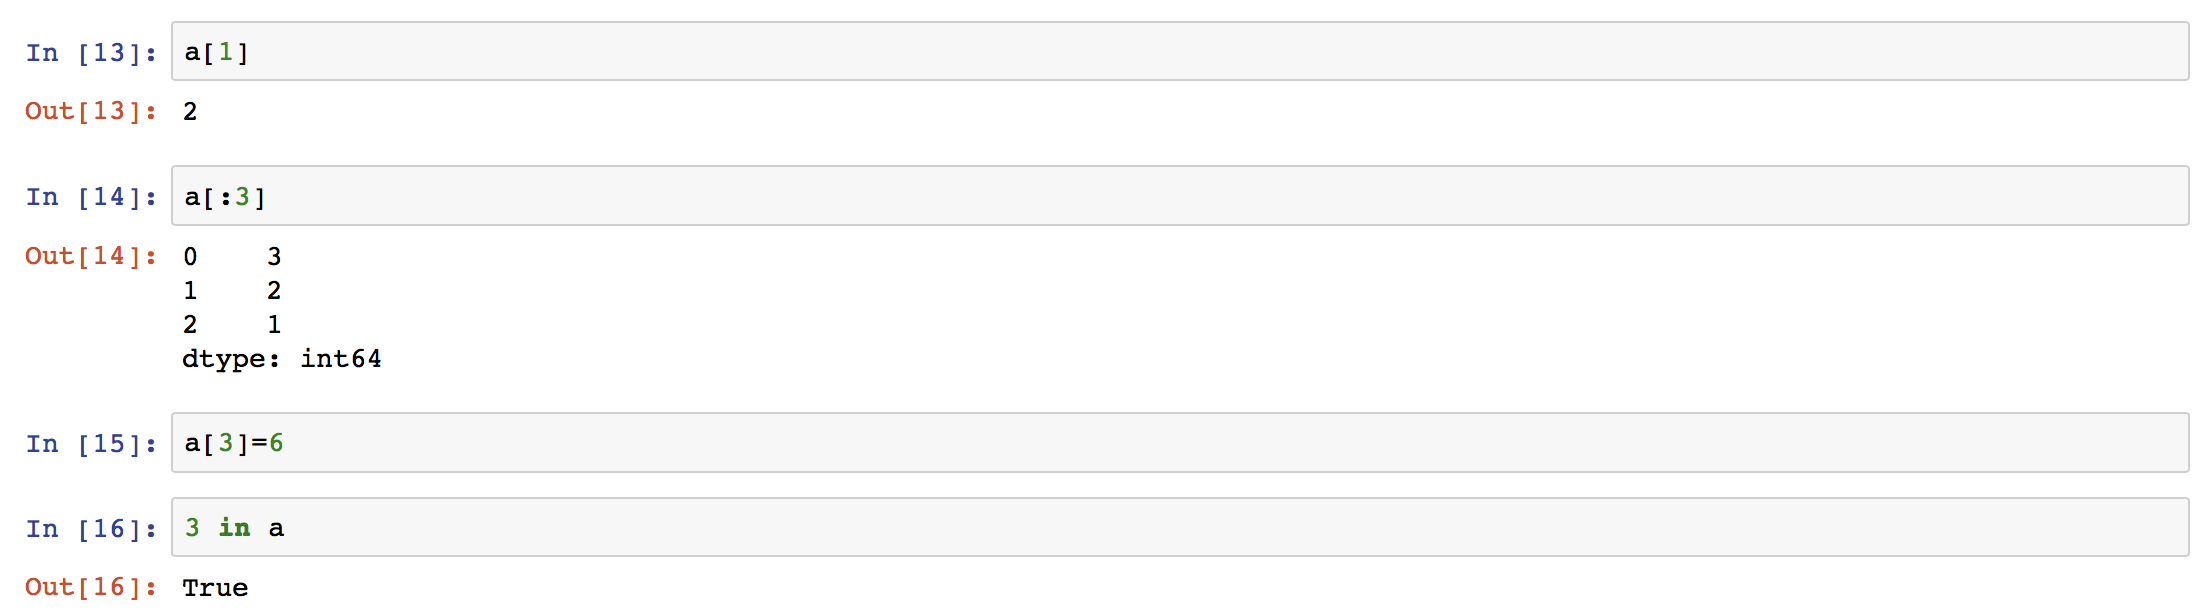 In [13]: a[1]
Out[13]: 2
In [14]: a[:3]
Out[14]: 0    3
1    2
2    1
dtype: int64
In [15]: a[3]=6
In [16]: 3 in a
Out[16]: True